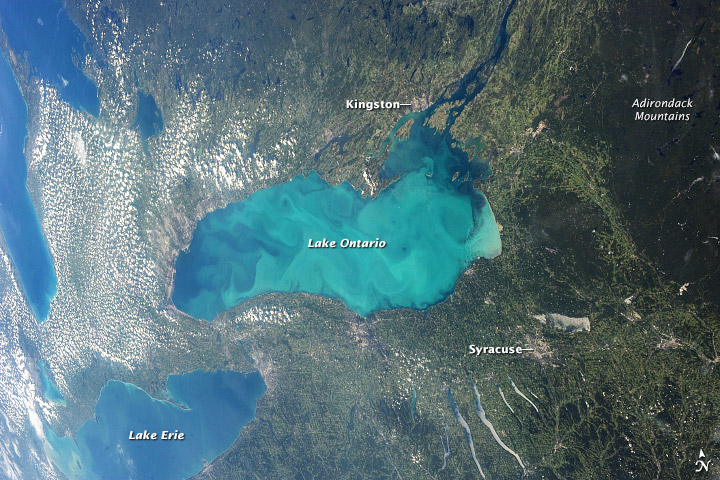 Kingston
Adirondack
Mountains
Lake Ontario
Syracuse
Lake Erie
N